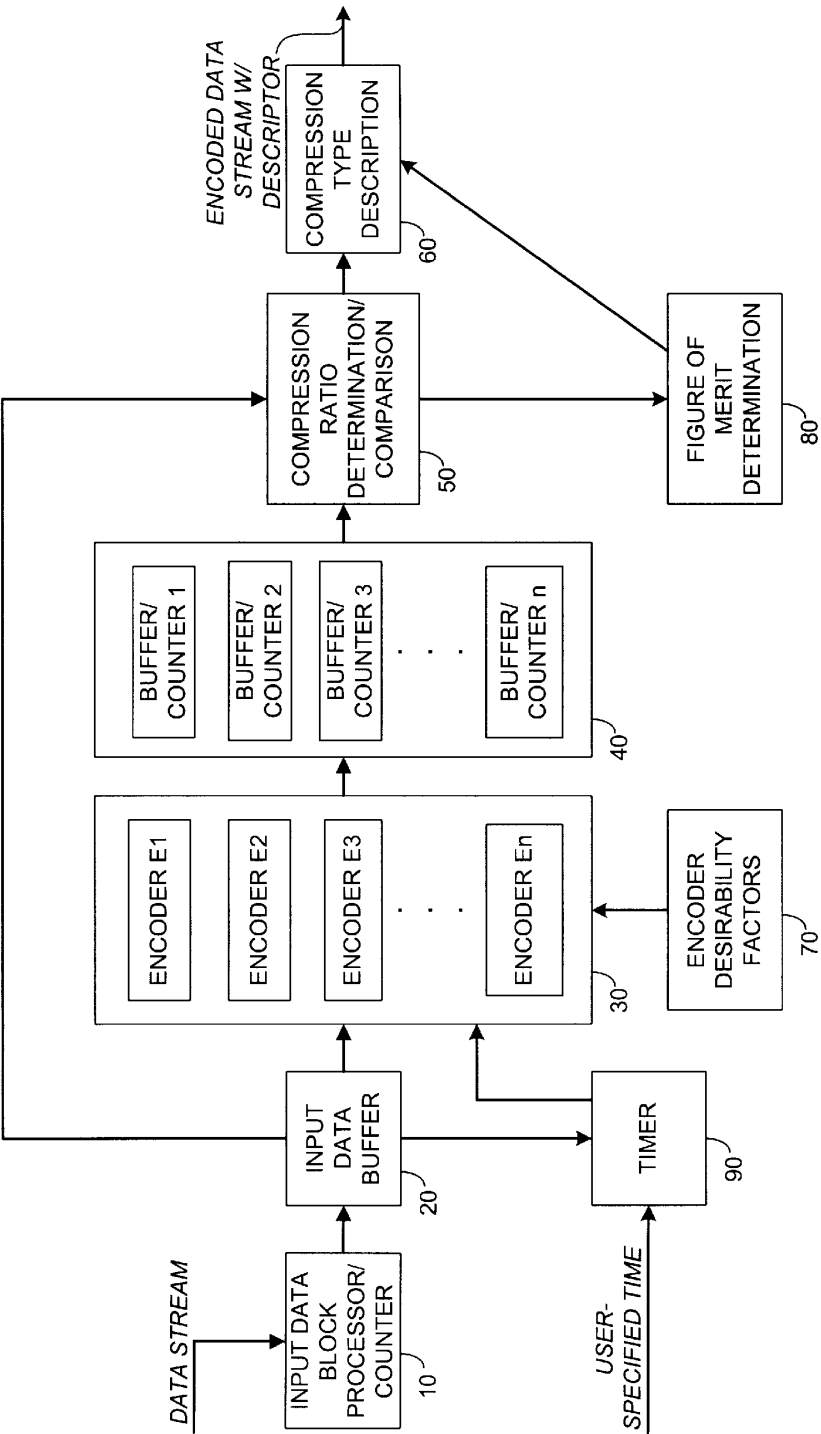 DATA STREAM
INPUT DATA
BLOCK
PROCESSOR/
COUNTER
10
INPUT
DATA
BUFFER
20
USER-
SPECIFIED TIME
TIMER
90
ENCODER E1
ENCODER E2
ENCODER E3
. . .
ENCODER En
30
ENCODER
DESIRABILITY
FACTORS
70
BUFFER/
COUNTER 1
BUFFER/
COUNTER 2
BUFFER/
COUNTER 3
. . .
BUFFER/
COUNTER n
40
COMPRESSION
RATIO
DETERMINATION/
COMPARISON
50
FIGURE OF
MERIT
DETERMINATION
80
COMPRESSION
TYPE
DESCRIPTION
60
ENCODED DATA
STREAM W/
DESCRIPTOR